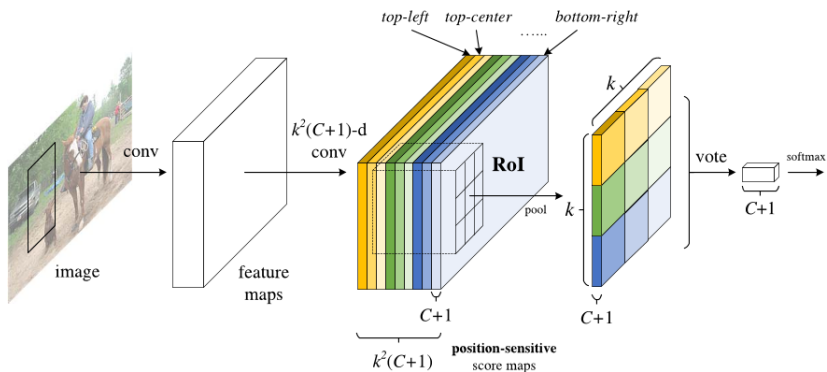 top-left top-center ...... bottom-right
k
k²(C+1)-d
conv
conv
RoI
pool
k
vote
softmax
C+1
image
feature
maps
C+1
C+1
k²(C+1)
position-sensitive
score maps